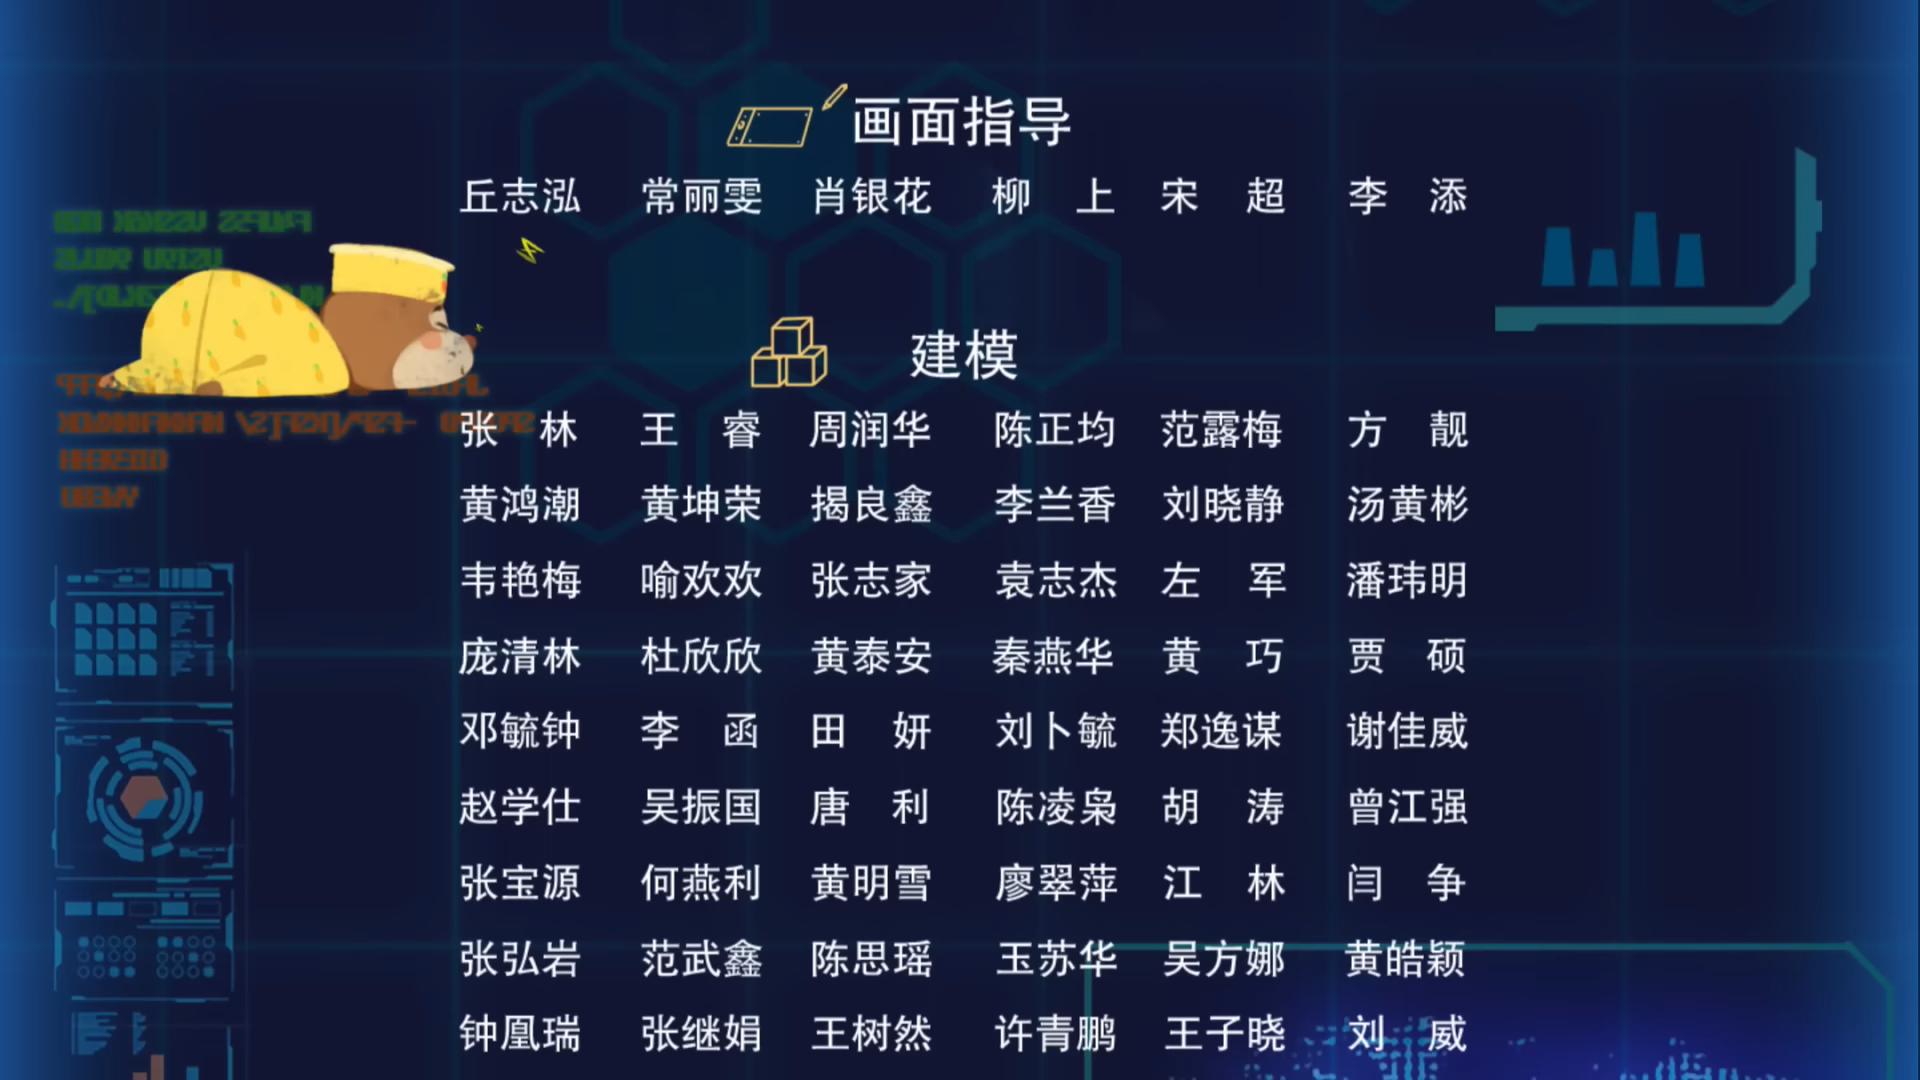 画面指导
丘志泓 常丽雯 肖银花 柳 上 宋 超 李 添
建模
张 林 王 睿 周润华 陈正均 范露梅 方 靓
黄鸿潮 黄坤荣 揭良鑫 李兰香 刘晓静 汤黄彬
韦艳梅 喻欢欢 张志家 袁志杰 左 军 潘玮明
庞清林 杜欣欣 黄泰安 秦燕华 黄 巧 贾 硕
邓毓钟 李 函 田 妍 刘卜毓 郑逸谋 谢佳威
赵学仕 吴振国 唐 利 陈凌枭 胡 涛 曾江强
张宝源 何燕利 黄明雪 廖翠萍 江 林 闫 争
张弘岩 范武鑫 陈思瑶 玉苏华 吴方娜 黄皓颖
钟凰瑞 张继娟 王树然 许青鹏 王子晓 刘 威